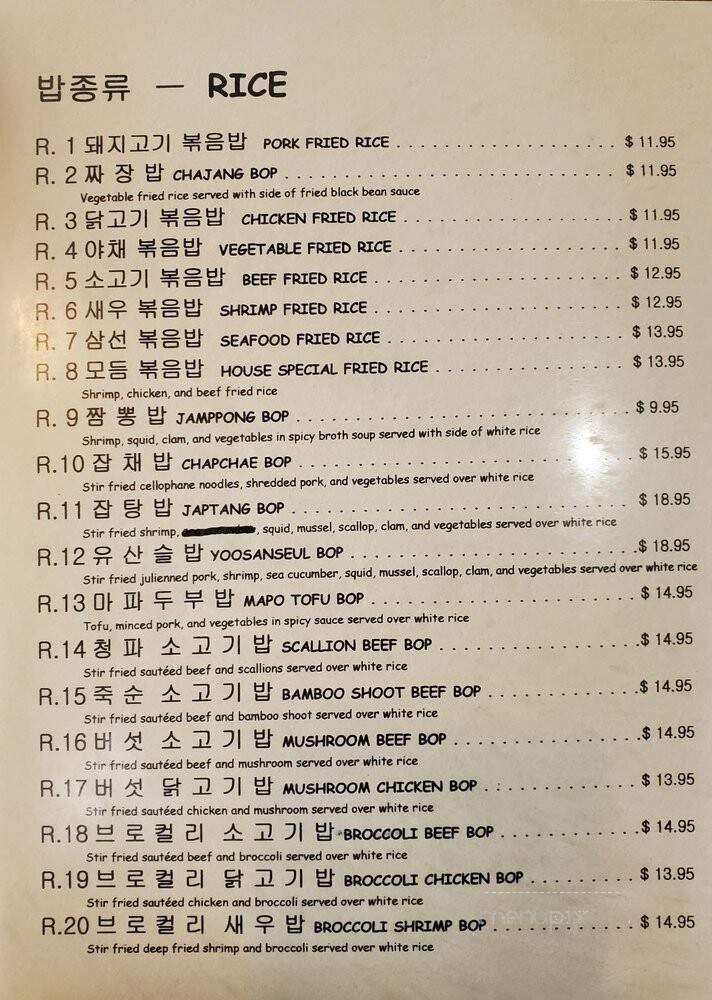 밥종류 — RICE
R. 1 돼지고기 볶음밥 PORK FRIED RICE . . . . . . . . . . . . . . . . . . . . $ 11.95
R. 2 짜 장 밥 CHAJANG BOP . . . . . . . . . . . . . . . . . . . . . . . . . . . . . . $ 11.95
Vegetable fried rice served with side of fried black bean sauce
R. 3 닭고기 볶음밥 CHICKEN FRIED RICE . . . . . . . . . . . . . . . . . . . . $ 11.95
R. 4 야채 볶음밥 VEGETABLE FRIED RICE . . . . . . . . . . . . . . . . . . . . $ 11.95
R. 5 소고기 볶음밥 BEEF FRIED RICE . . . . . . . . . . . . . . . . . . . . . . $ 12.95
R. 6 새우 볶음밥 SHRIMP FRIED RICE . . . . . . . . . . . . . . . . . . . . . . $ 12.95
R. 7 삼선 볶음밥 SEAFOOD FRIED RICE . . . . . . . . . . . . . . . . . . . . . $ 13.95
R. 8 모듬 볶음밥 HOUSE SPECIAL FRIED RICE . . . . . . . . . . . . . . . . . $ 13.95
Shrimp, chicken, and beef fried rice
R. 9 짬 뽕 밥 JAMPPONG BOP . . . . . . . . . . . . . . . . . . . . . . . . . . . . . . $ 9.95
Shrimp, squid, clam, and vegetables in spicy broth soup served with side of white rice
R.10 잡 채 밥 CHAPCHAE BOP . . . . . . . . . . . . . . . . . . . . . . . . . . . . . . $ 15.95
Stir fried cellophane noodles, shredded pork, and vegetables served over white rice
R.11 잡 탕 밥 JAPTANG BOP . . . . . . . . . . . . . . . . . . . . . . . . . . . . . . $ 18.95
Stir fried shrimp, , squid, mussel, scallop, clam, and vegetables served over white rice
R.12 유 산 슬 밥 YOOSANSEUL BOP . . . . . . . . . . . . . . . . . . . . . . . . . .$ 18.95
Stir fried julienned pork, shrimp, sea cucumber, squid, mussel, scallop, clam, and vegetables served over white rice
R.13 마 파 두 부 밥 MAPO TOFU BOP . . . . . . . . . . . . . . . . . . . . . . . . $ 14.95
Tofu, minced pork, and vegetables in spicy sauce served over white rice
R.14 청 파 소 고 기 밥 SCALLION BEEF BOP . . . . . . . . . . . . . . . . . .$ 14.95
Stir fried sautéed beef and scallions served over white rice
R.15 죽 순 소 고 기 밥 BAMBOO SHOOT BEEF BOP . . . . . . . . . . . . . .$ 14.95
Stir fried sautéed beef and bamboo shoot served over white rice
R.16 버 섯 소 고 기 밥 MUSHROOM BEEF BOP . . . . . . . . . . . . . . . . .$ 14.95
Stir fried sautéed beef and mushroom served over white rice
R.17 버 섯 닭 고 기 밥 MUSHROOM CHICKEN BOP . . . . . . . . . . . . . . $ 13.95
Stir fried sautéed chicken and mushroom served over white rice
R.18 브 로 컬 리 소 고 기 밥 BROCCOLI BEEF BOP . . . . . . . . . . . . .$ 14.95
Stir fried sautéed beef and broccoli served over white rice
R.19 브 로 컬 리 닭 고 기 밥 BROCCOLI CHICKEN BOP . . . . . . . . . . $ 13.95
Stir fried sautéed chicken and broccoli served over white rice
R.20 브 로 컬 리 새 우 밥 BROCCOLI SHRIMP BOP . . . . . . . . . . . . . $ 14.95
Stir fried deep fried shrimp and broccoli served over white rice